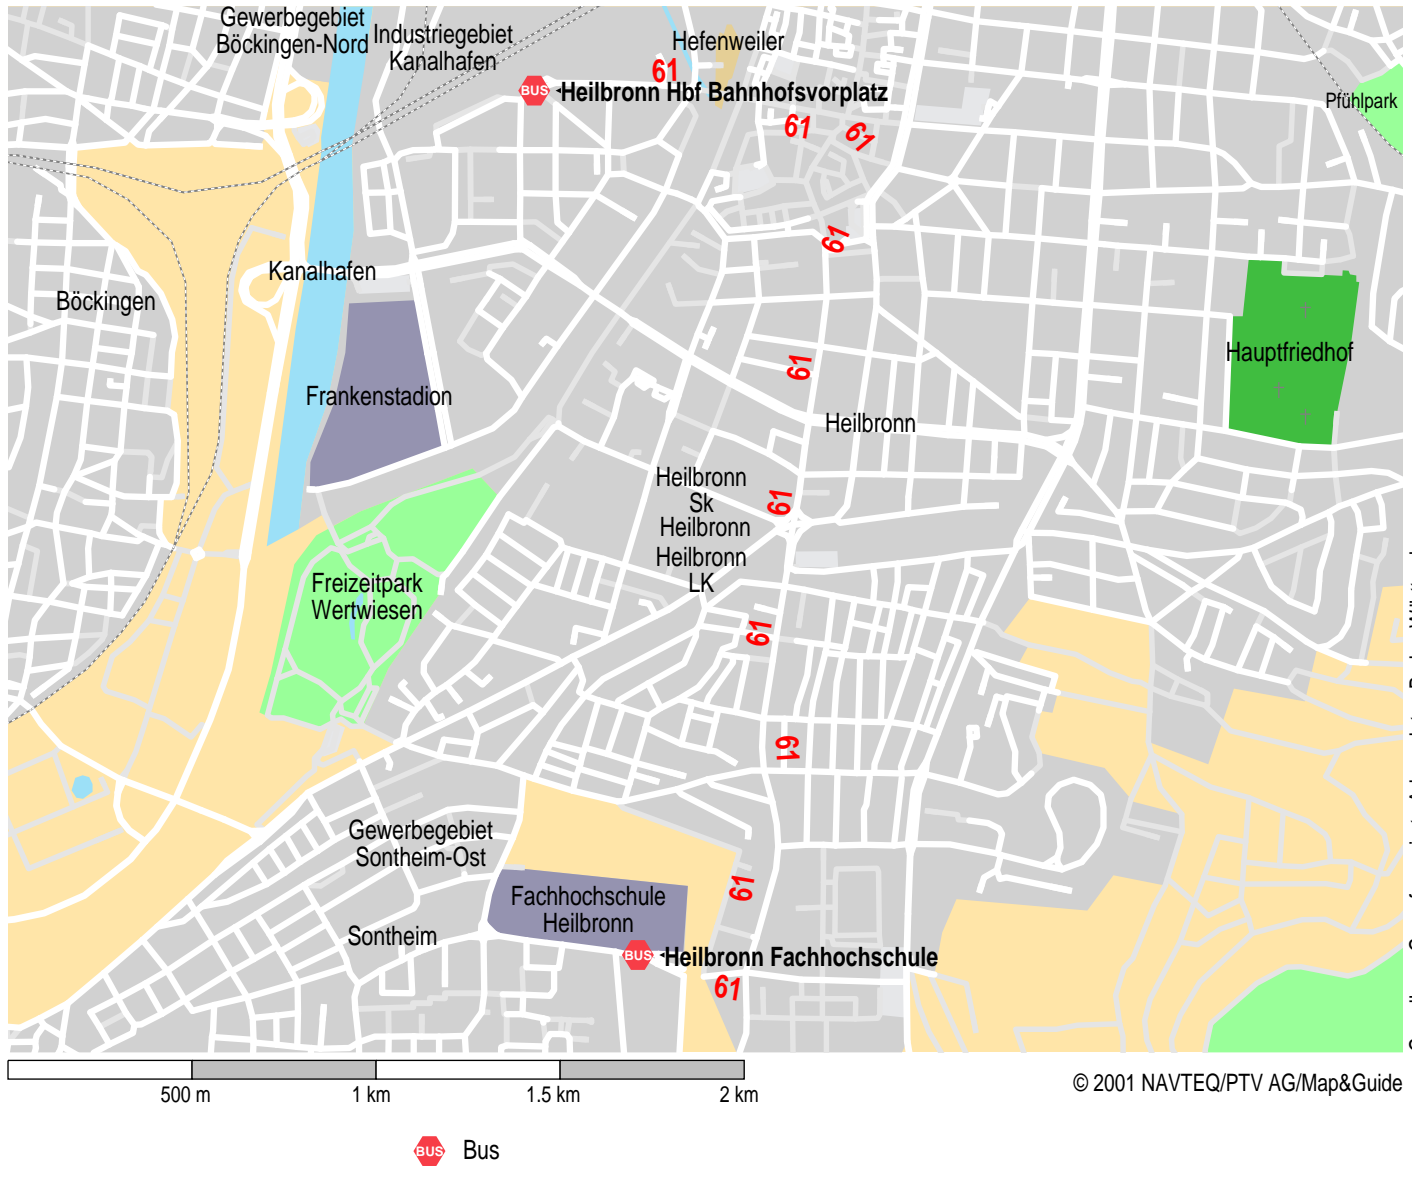 Gewerbegebiet
Böckingen-Nord
Industriegebiet
Kanalhafen
Hefenweiler
61
BUS
Heilbronn Hbf Bahnhofsvorplatz
Pfühlpark
61
61
61
Kanalhafen
Böckingen
Hauptfriedhof
61
Frankenstadion
Heilbronn
Heilbronn
Sk
61
Heilbronn
Heilbronn
LK
Freizeitpark
Wertwiesen
61
61
Gewerbegebiet
Sontheim-Ost
61
Fachhochschule
Heilbronn
Sontheim
BUS
Heilbronn Fachhochschule
61
500 m
1 km
1.5 km
2 km
© 2001 NAVTEQ/PTV AG/Map&Guide
BUS
Bus